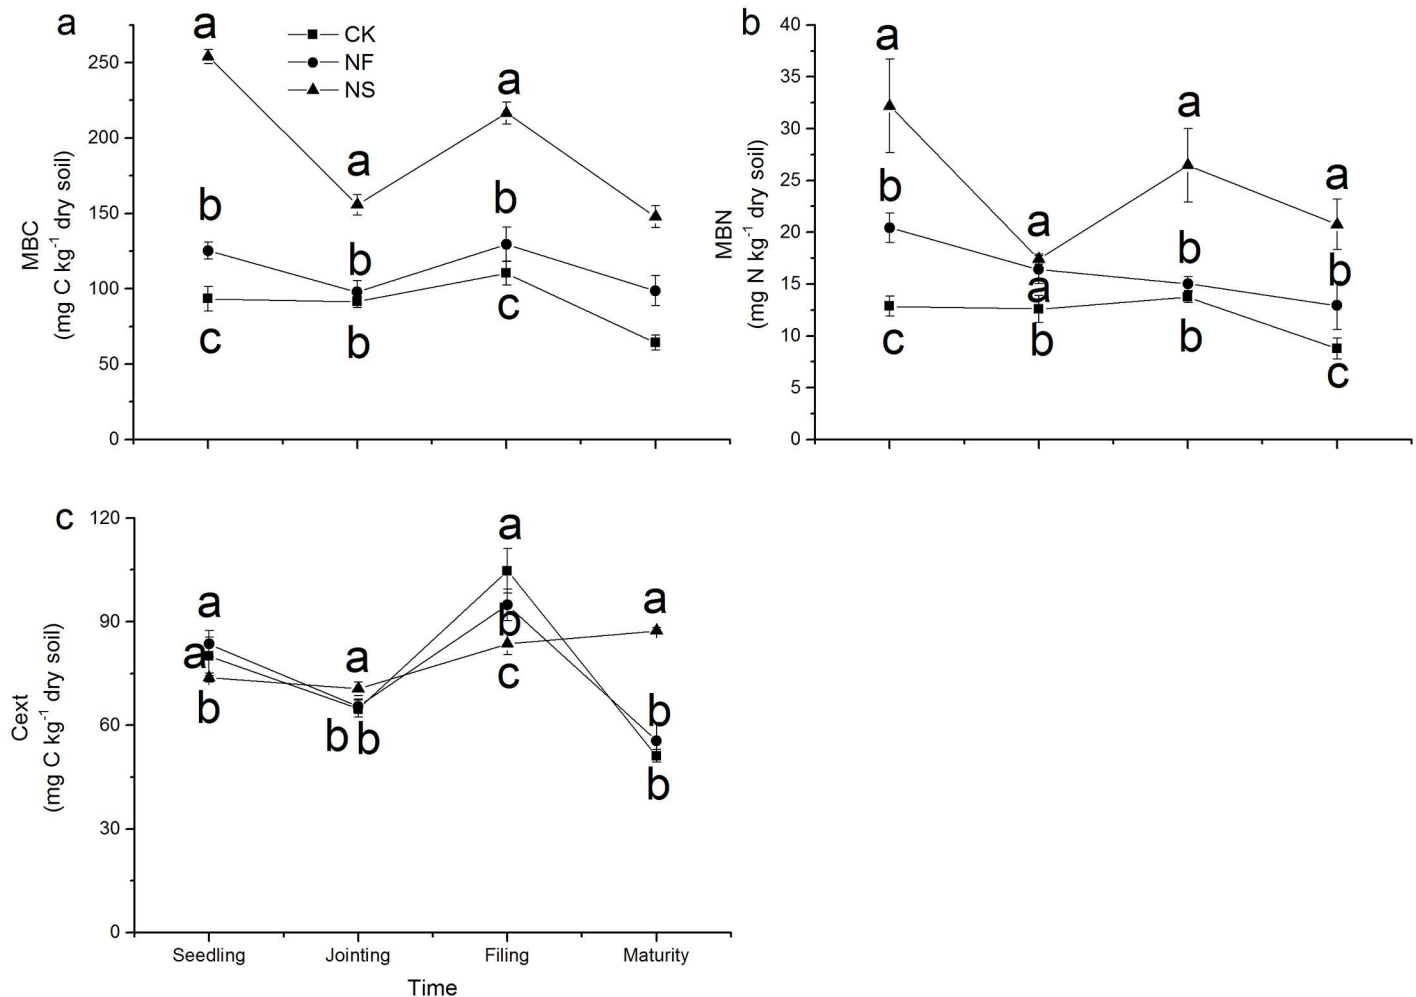 a
b
CK
NF
NS
250
200
150
100
50
0
MBC
(mg C kg⁻¹ dry soil)
a
a
a
b
b
b
c
b
c
40
35
30
25
20
15
10
5
0
MBN
(mg N kg⁻¹ dry soil)
a
a
a
a
b
a
b
b
c
b
b
c
c
120
90
60
30
0
Cext
(mg C kg⁻¹ dry soil)
a
a
b
a
b b
a
b
c
a
b
b
Seedling Jointing Filing Maturity
Time